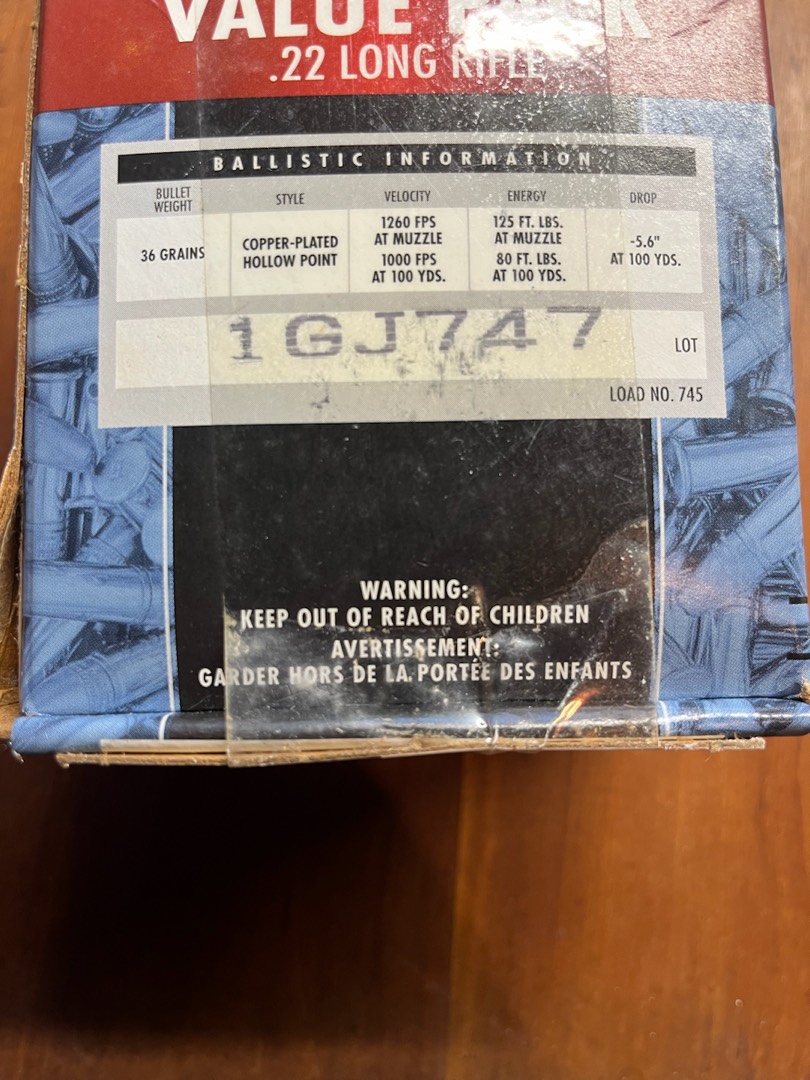 VALUE
.22 LONG RIFLE
BALLISTIC INFORMATION
BULLET WEIGHT
STYLE
VELOCITY
ENERGY
DROP
36 GRAINS
COPPER-PLATED
HOLLOW POINT
1260 FPS
AT MUZZLE
1000 FPS
AT 100 YDS.
125 FT. LBS.
AT MUZZLE
80 FT. LBS.
AT 100 YDS.
-5.6"
AT 100 YDS.
1GJ747
LOT
LOAD NO. 745
WARNING:
KEEP OUT OF REACH OF CHILDREN
AVERTISSEMENT:
GARDER HORS DE LA PORTÉE DES ENFANTS